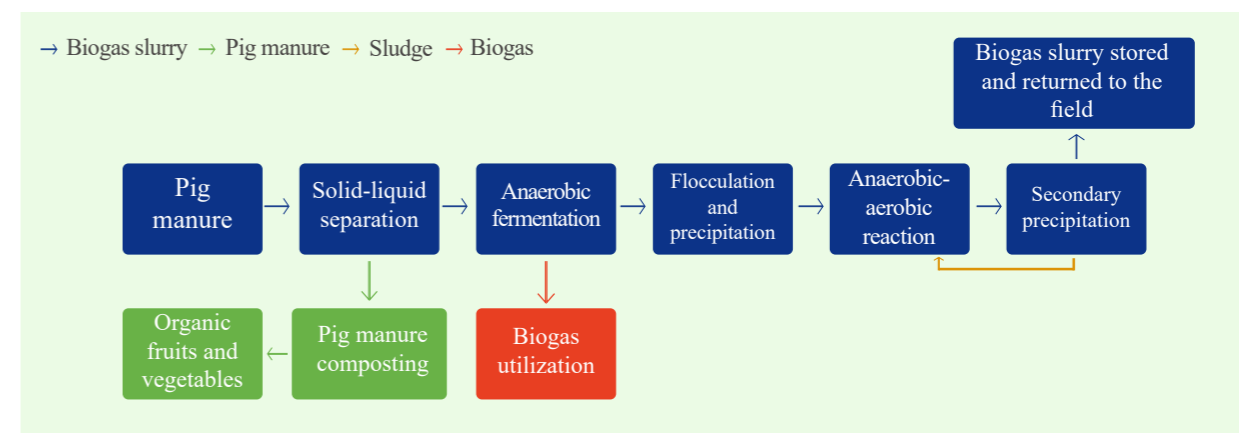 → Biogas slurry → Pig manure → Sludge → Biogas
Biogas slurry stored
and returned to the
field
Pig
manure
Solid-liquid
separation
Anaerobic
fermentation
Flocculation
and
precipitation
Anaerobic-
aerobic
reaction
Secondary
precipitation
Organic
fruits and
vegetables
Pig manure
composting
Biogas
utilization